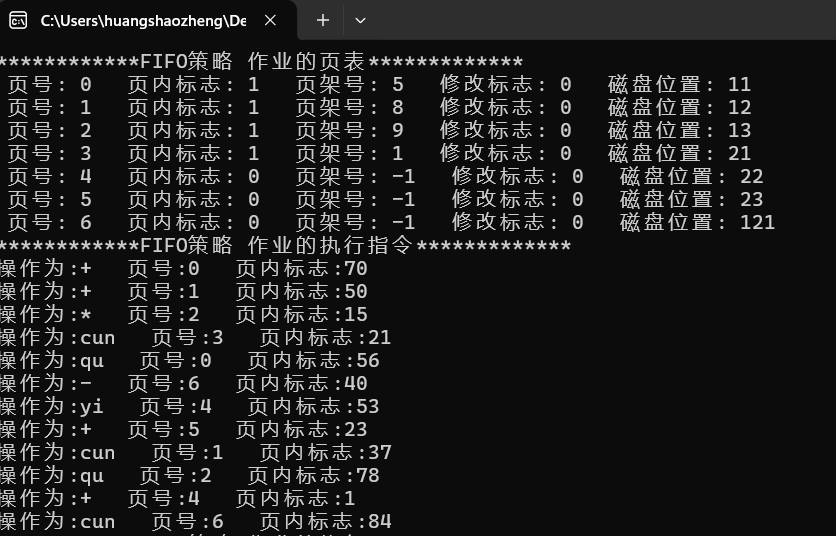 C:\Users\huangshaozheng\De
************FIFO策略 作业的页表*************
页号: 0 页内标志: 1 页架号: 5 修改标志: 0 磁盘位置: 11
页号: 1 页内标志: 1 页架号: 8 修改标志: 0 磁盘位置: 12
页号: 2 页内标志: 1 页架号: 9 修改标志: 0 磁盘位置: 13
页号: 3 页内标志: 1 页架号: 1 修改标志: 0 磁盘位置: 21
页号: 4 页内标志: 0 页架号: -1 修改标志: 0 磁盘位置: 22
页号: 5 页内标志: 0 页架号: -1 修改标志: 0 磁盘位置: 23
页号: 6 页内标志: 0 页架号: -1 修改标志: 0 磁盘位置: 121
************FIFO策略 作业的执行指令*************
操作为:+ 页号:0 页内标志:70
操作为:+ 页号:1 页内标志:50
操作为:* 页号:2 页内标志:15
操作为:cun 页号:3 页内标志:21
操作为:qu 页号:0 页内标志:56
操作为:- 页号:6 页内标志:40
操作为:yi 页号:4 页内标志:53
操作为:+ 页号:5 页内标志:23
操作为:cun 页号:1 页内标志:37
操作为:qu 页号:2 页内标志:78
操作为:+ 页号:4 页内标志:1
操作为:cun 页号:6 页内标志:84